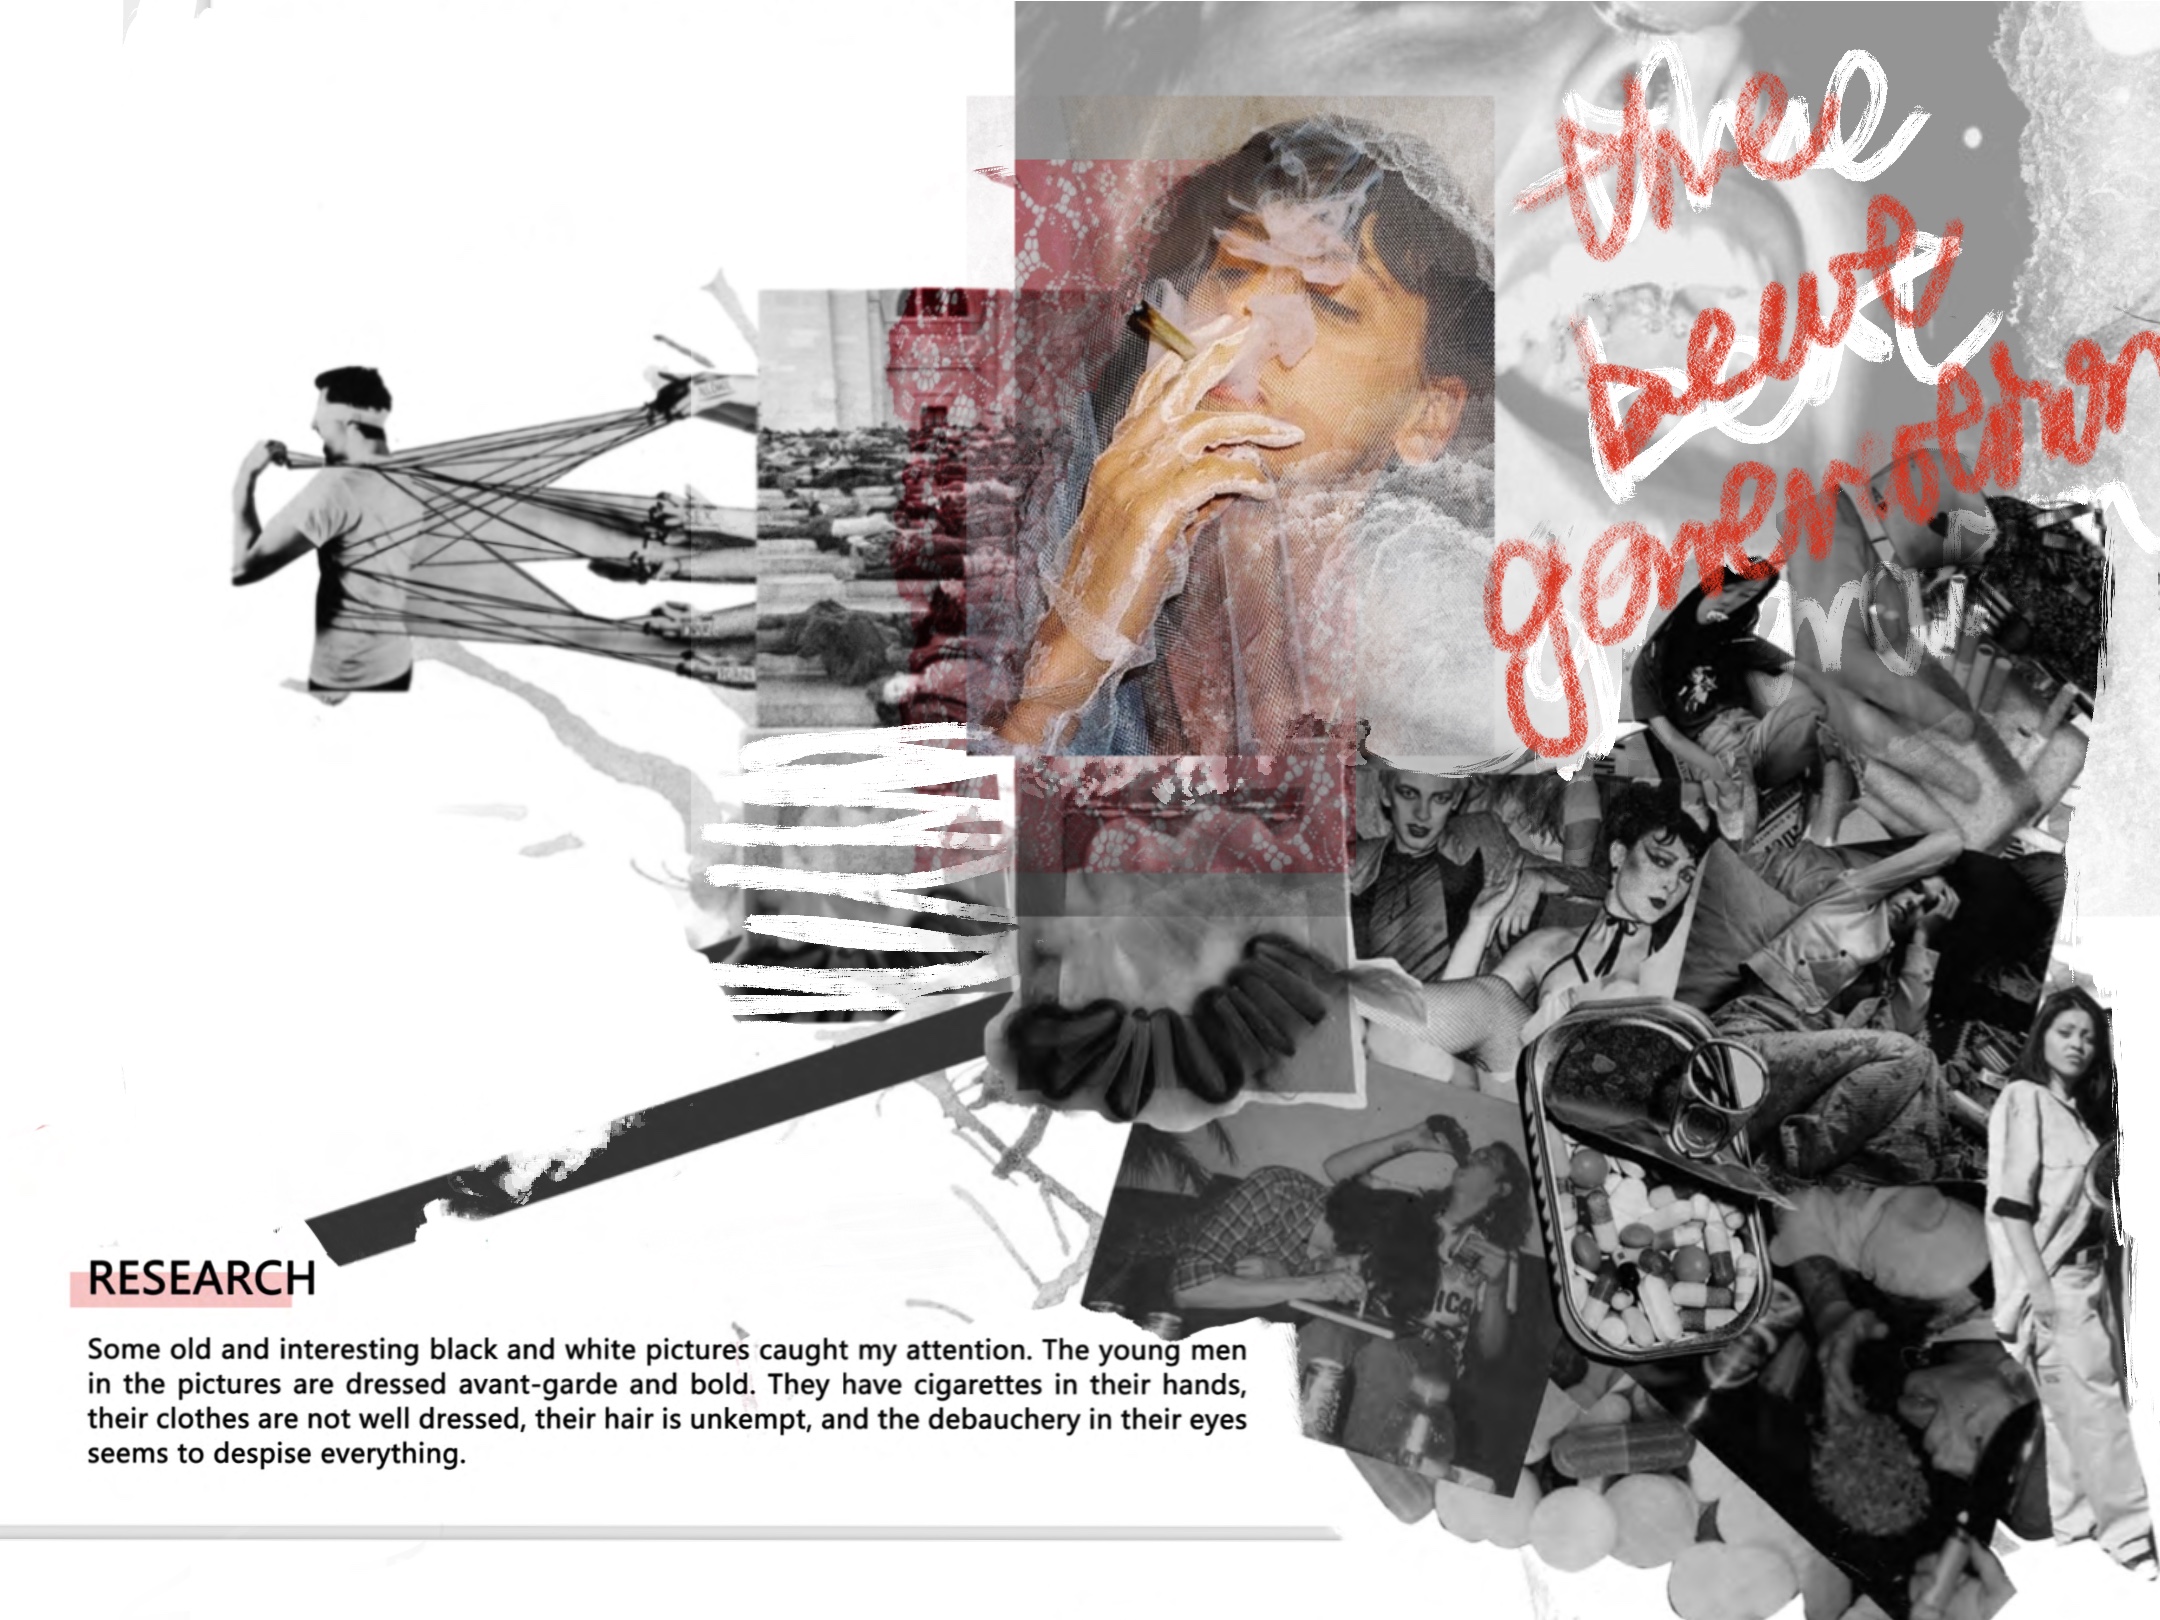 thee
beut
generation
RESEARCH
Some old and interesting black and white pictures caught my attention. The young men
in the pictures are dressed avant-garde and bold. They have cigarettes in their hands,
their clothes are not well dressed, their hair is unkempt, and the debauchery in their eyes
seems to despise everything.